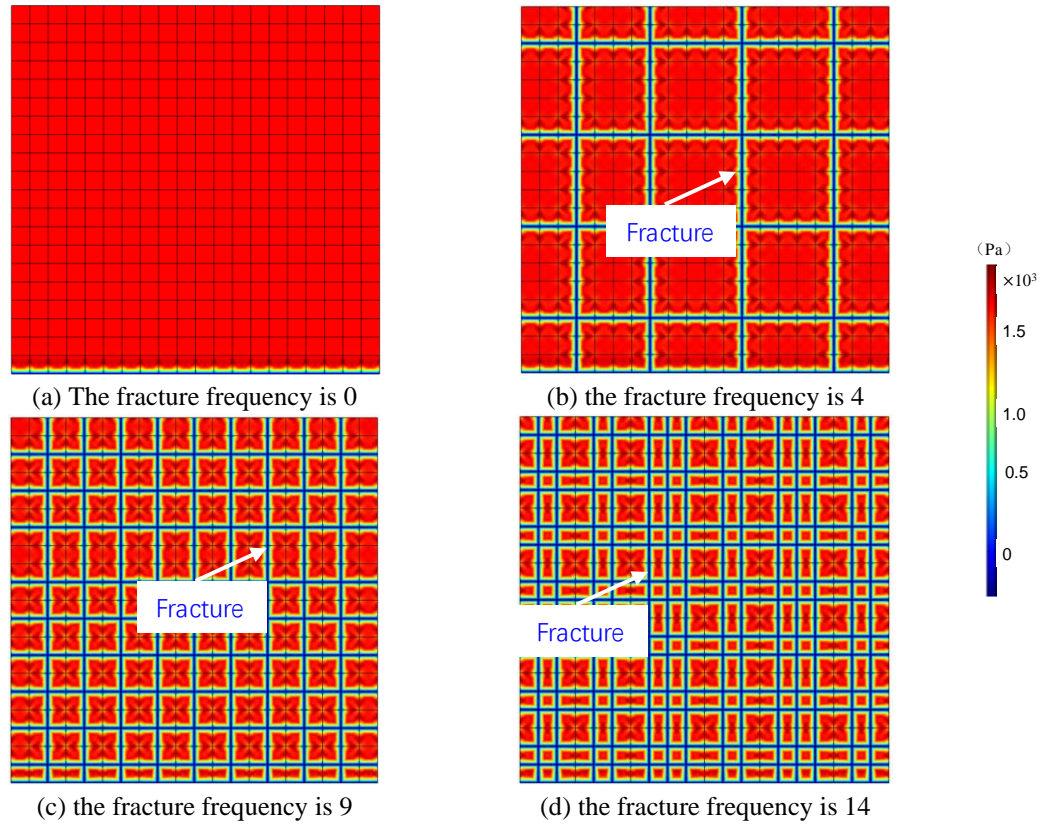 (a) The fracture frequency is 0
Fracture
(b) the fracture frequency is 4
（Pa）
×10³
1.5
1.0
0.5
0
Fracture
(c) the fracture frequency is 9
Fracture
(d) the fracture frequency is 14